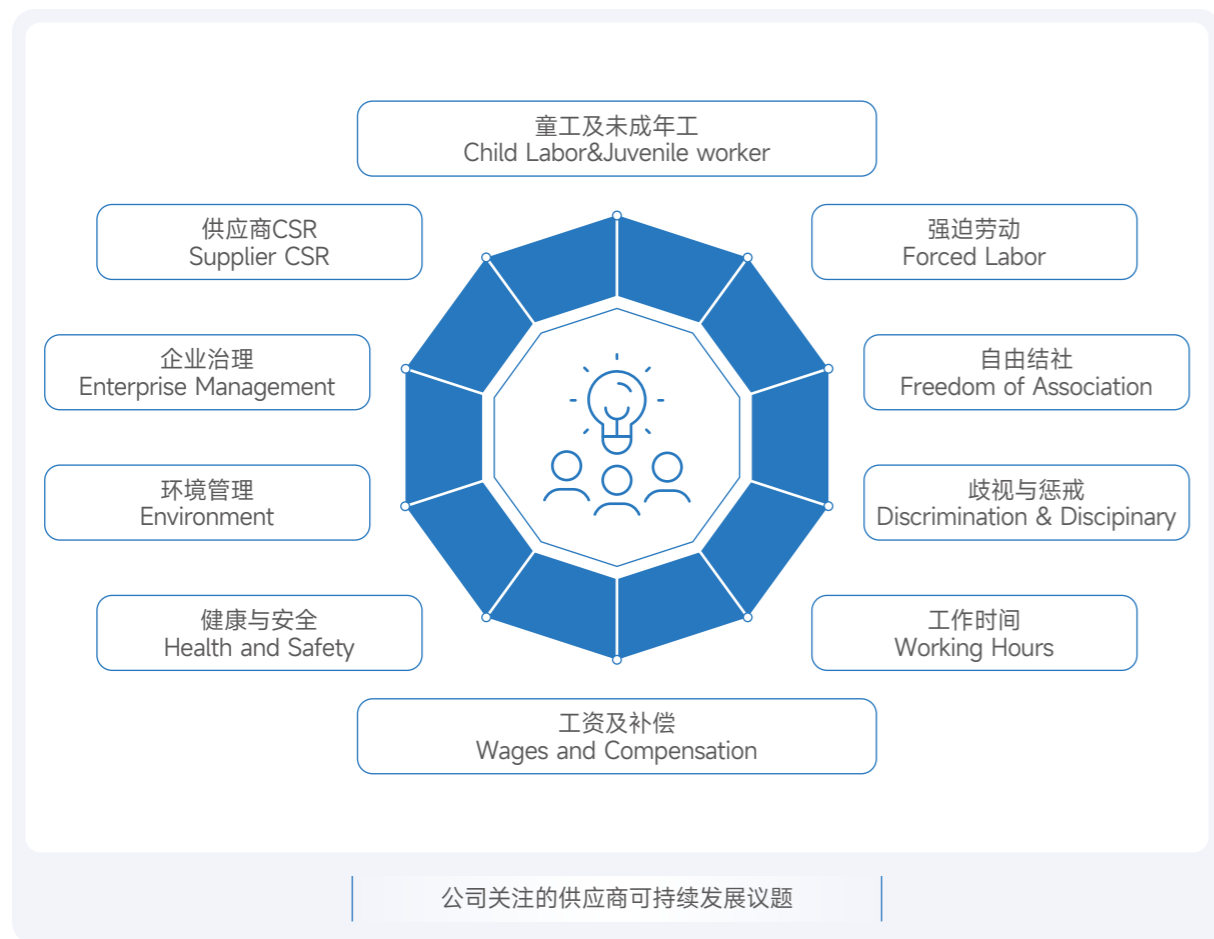 童工及未成年工
Child Labor&Juvenile worker
供应商CSR
Supplier CSR
强迫劳动
Forced Labor
企业治理
Enterprise Management
自由结社
Freedom of Association
环境管理
Environment
歧视与惩戒
Discrimination & Discipinary
健康与安全
Health and Safety
工作时间
Working Hours
工资及补偿
Wages and Compensation
公司关注的供应商可持续发展议题